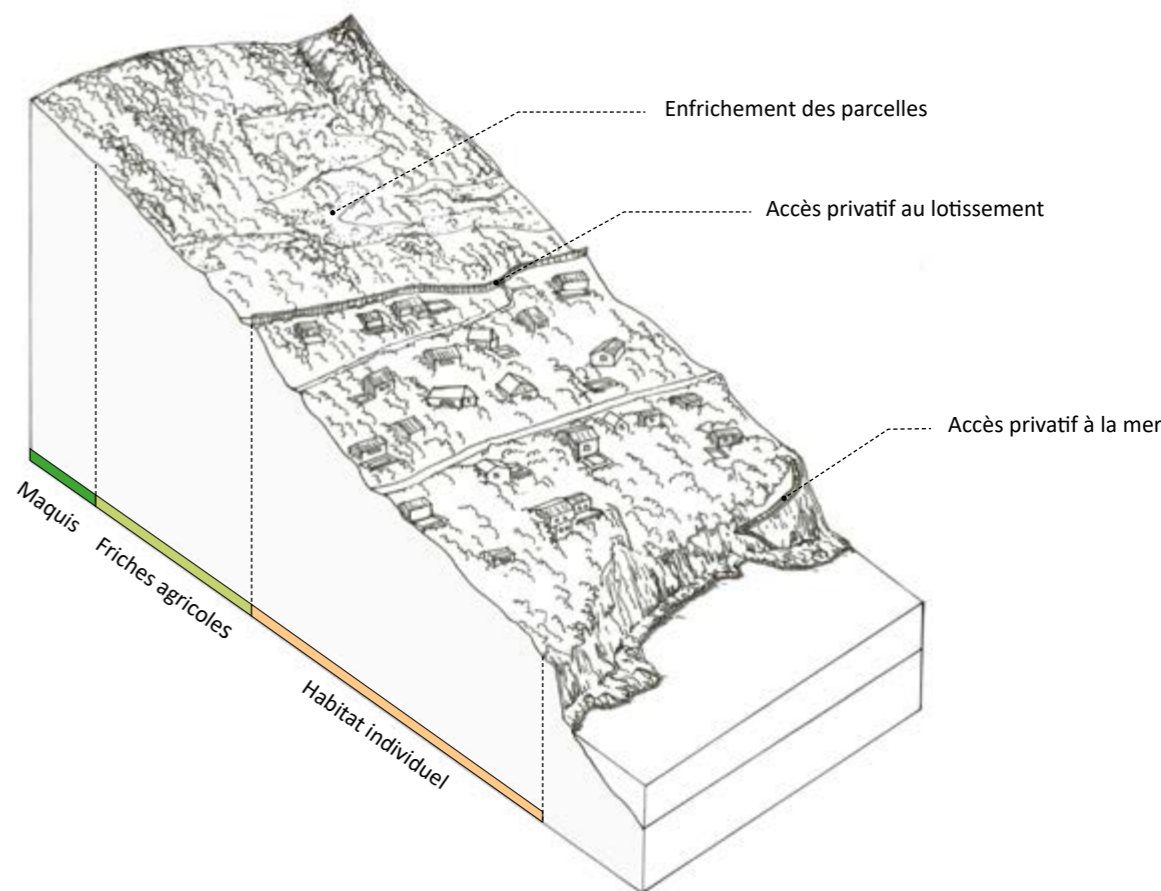 Enfrichement des parcelles
Accès privatif au lotissement
Accès privatif à la mer
Maquis
Friches agricoles
Habitat individuel